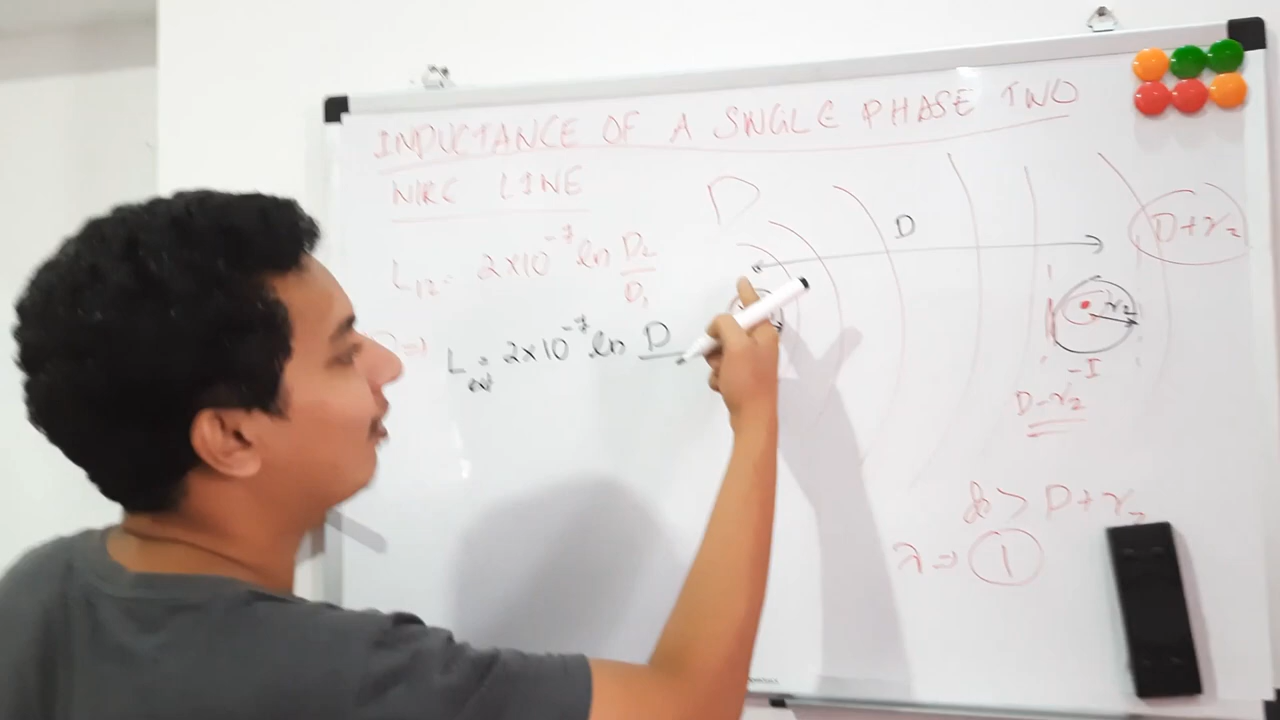 INDUCTANCE OF A SINGLE PHASE TWO
WIRE LINE
L₁₂ = 2×10⁻⁷ ln D₂/D₁
D
D
D+r₂
⇒ Lext = 2×10⁻⁷ ln D
r₂
-I
D-r₂
> D+r₂
λ ⇒ 1